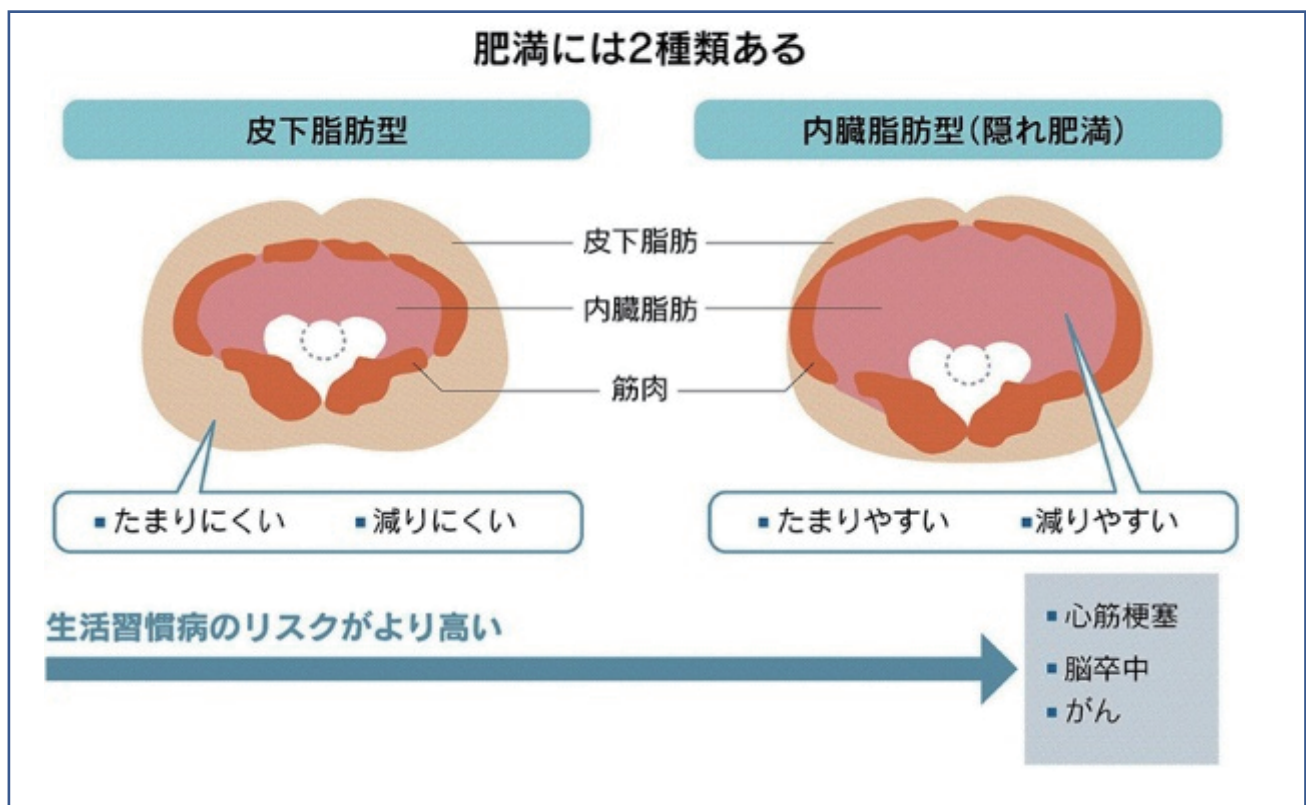 肥満には2種類ある
皮下脂肪型
内臓脂肪型(隠れ肥満)
皮下脂肪
内臓脂肪
筋肉
▪たまりにくい ▪減りにくい
▪たまりやすい ▪減りやすい
生活習慣病のリスクがより高い
▪心筋梗塞
▪脳卒中
▪がん